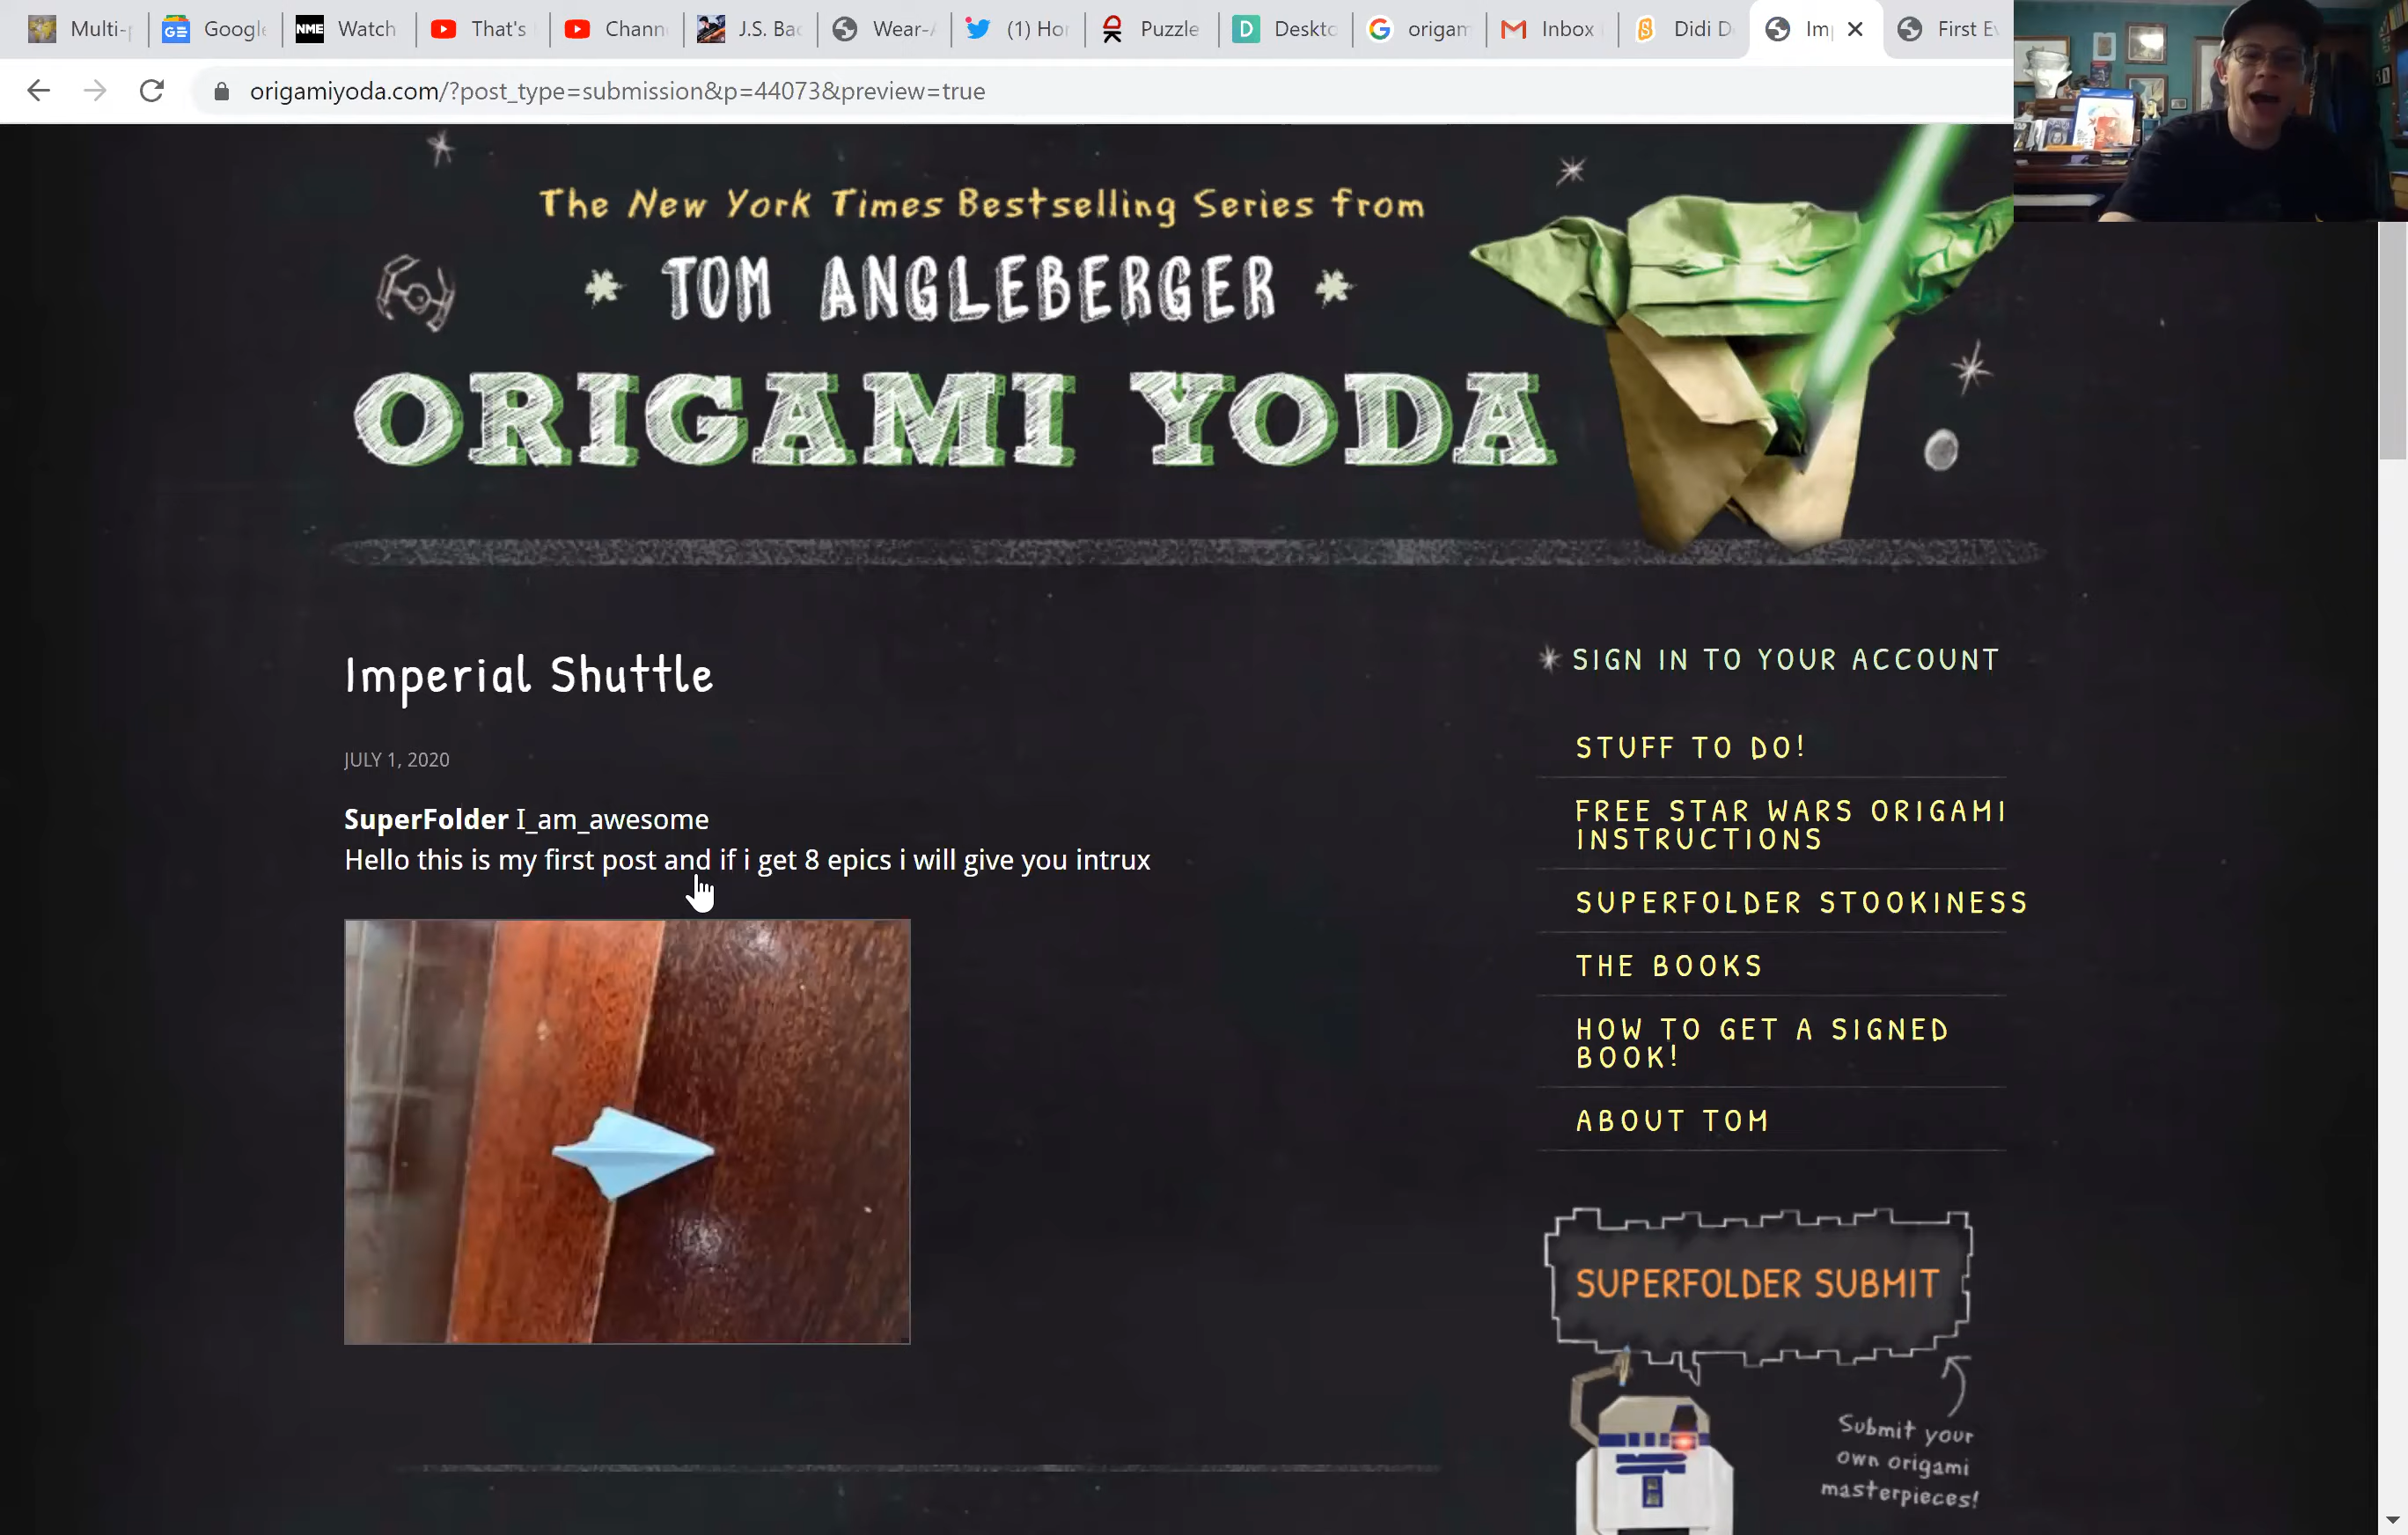 Multi-
Google
NME
Watch
That's
Chann
J.S. Bac
Wear-A
(1) Ho
Puzzle
D
Deskto
G
origam
Inbox
Didi D
Im
First E
origamiyoda.com/?post_type=submission&p=44073&preview=true
The New York Times Bestselling Series from
TOM ANGLEBERGER
ORIGAMI YODA
Imperial Shuttle
JULY 1, 2020
SuperFolder I_am_awesome
Hello this is my first post and if i get 8 epics i will give you intrux
SIGN IN TO YOUR ACCOUNT
STUFF TO DO!
FREE STAR WARS ORIGAMI
INSTRUCTIONS
SUPERFOLDER STOOKINESS
THE BOOKS
HOW TO GET A SIGNED
BOOK!
ABOUT TOM
SUPERFOLDER SUBMIT
Submit your
own origami
masterpieces!